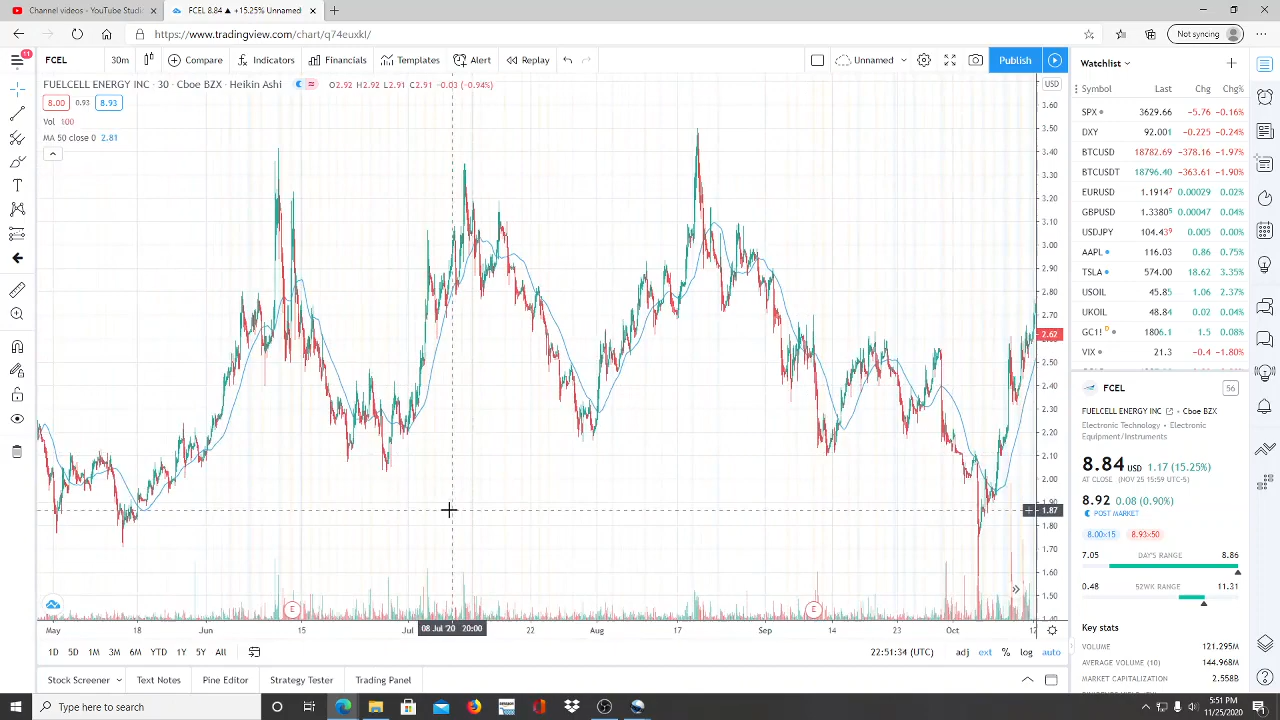 Channel videos - YouTube Studi
FCEL 8.84 ▲ +15.25% Unnamed
https://www.tradingview.com/chart/q74euxkI/
Not syncing
11
FCEL
Compare
Indicators
Financials
Templates
Alert
Replay
Unnamed
Publish
FUELCELL ENERGY INC - 30 - Cboe BZX - Heikin Ashi
H2.92 L2.91 C2.91 -0.03 (-0.94%)
8.00 0.93 8.93
Vol 100
MA 50 close 0 2.81
USD
3.60
3.50
3.40
3.30
3.20
3.10
3.00
2.90
2.80
2.70
2.62
2.50
2.40
2.30
2.20
2.10
2.00
1.90
1.87
1.80
1.70
1.60
1.50
1.40
E E
May 18 Jun 15 Jul 08 Jul '20 20:00 22 Aug 17 Sep 14 23 Oct 12
1D 5D 1M 3M 6M YTD 1Y 5Y All
22:51:34 (UTC) adj ext % log auto
Stock Screener Text Notes Pine Editor Strategy Tester Trading Panel
Watchlist
Symbol Last Chg Chg%
SPX 3629.66 -5.76 -0.16%
DXY 92.001 -0.225 -0.24%
BTCUSD 18782.69 -378.16 -1.97%
BTCUSDT 18796.40 -363.61 -1.90%
EURUSD 1.19147 0.00029 0.02%
GBPUSD 1.33805 0.00047 0.04%
USDJPY 104.439 0.005 0.00%
AAPL 116.03 0.86 0.75%
TSLA 574.00 18.62 3.35%
USOIL 45.85 1.06 2.37%
UKOIL 48.84 0.02 0.04%
GC1! D 1806.1 1.5 0.08%
VIX 21.3 -0.4 -1.80%
FCEL 56
FUELCELL ENERGY INC • Cboe BZX
Electronic Technology • Electronic
Equipment/Instruments
8.84 USD 1.17 (15.25%)
AT CLOSE (NOV 25 15:59 UTC-5)
8.92 0.08 (0.90%)
POST MARKET
8.00×15 8.93×50
7.05 DAY'S RANGE 8.86
0.48 52WK RANGE 11.31
Key stats
VOLUME 121.295M
AVERAGE VOLUME (10) 144.968M
MARKET CAPITALIZATION 2.558B
Type here to search
5:51 PM
11/25/2020